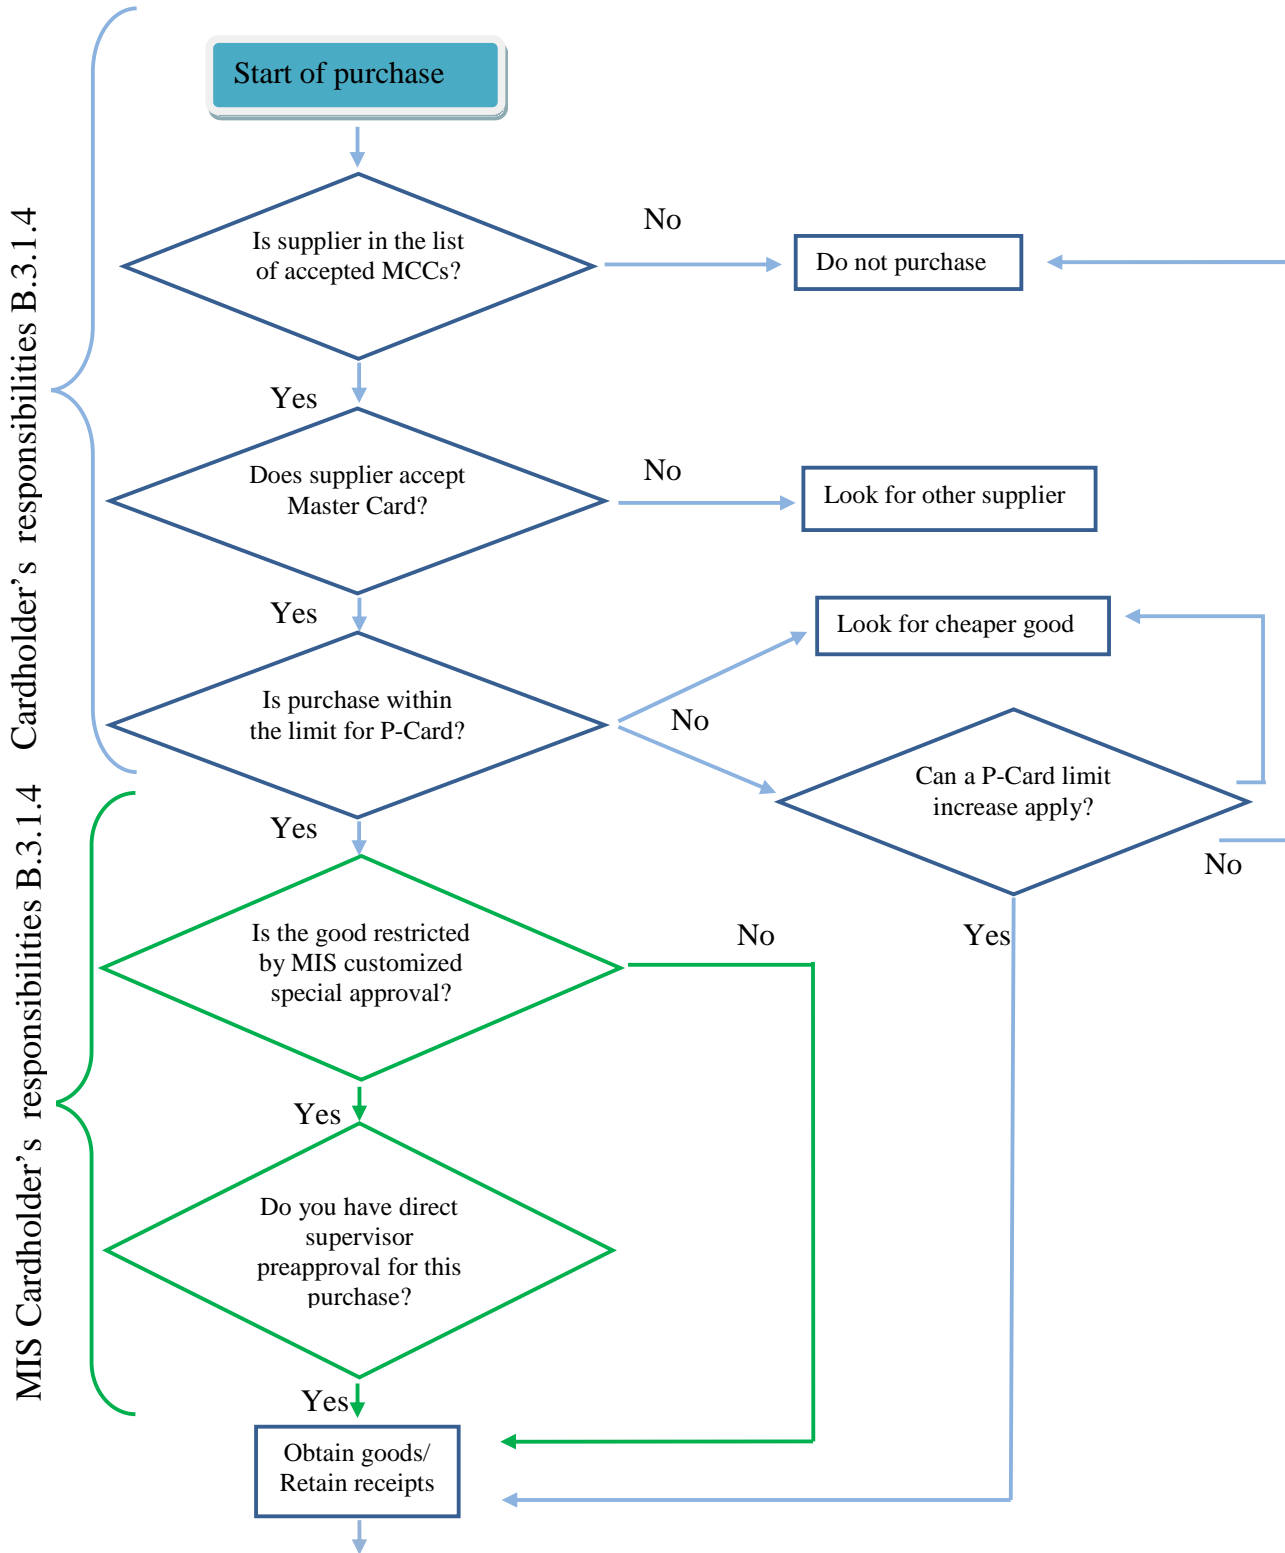 Start of purchase
Cardholder’s responsibilities B.3.1.4
Is supplier in the list
of accepted MCCs?
No
Do not purchase
Yes
Does supplier accept
Master Card?
No
Look for other supplier
Yes
Is purchase within
the limit for P-Card?
No
Look for cheaper good
Can a P-Card limit
increase apply?
No
Yes
Yes
MIS Cardholder’s responsibilities B.3.1.4
Is the good restricted
by MIS customized
special approval?
No
Yes
Do you have direct
supervisor
preapproval for this
purchase?
Yes
Obtain goods/
Retain receipts